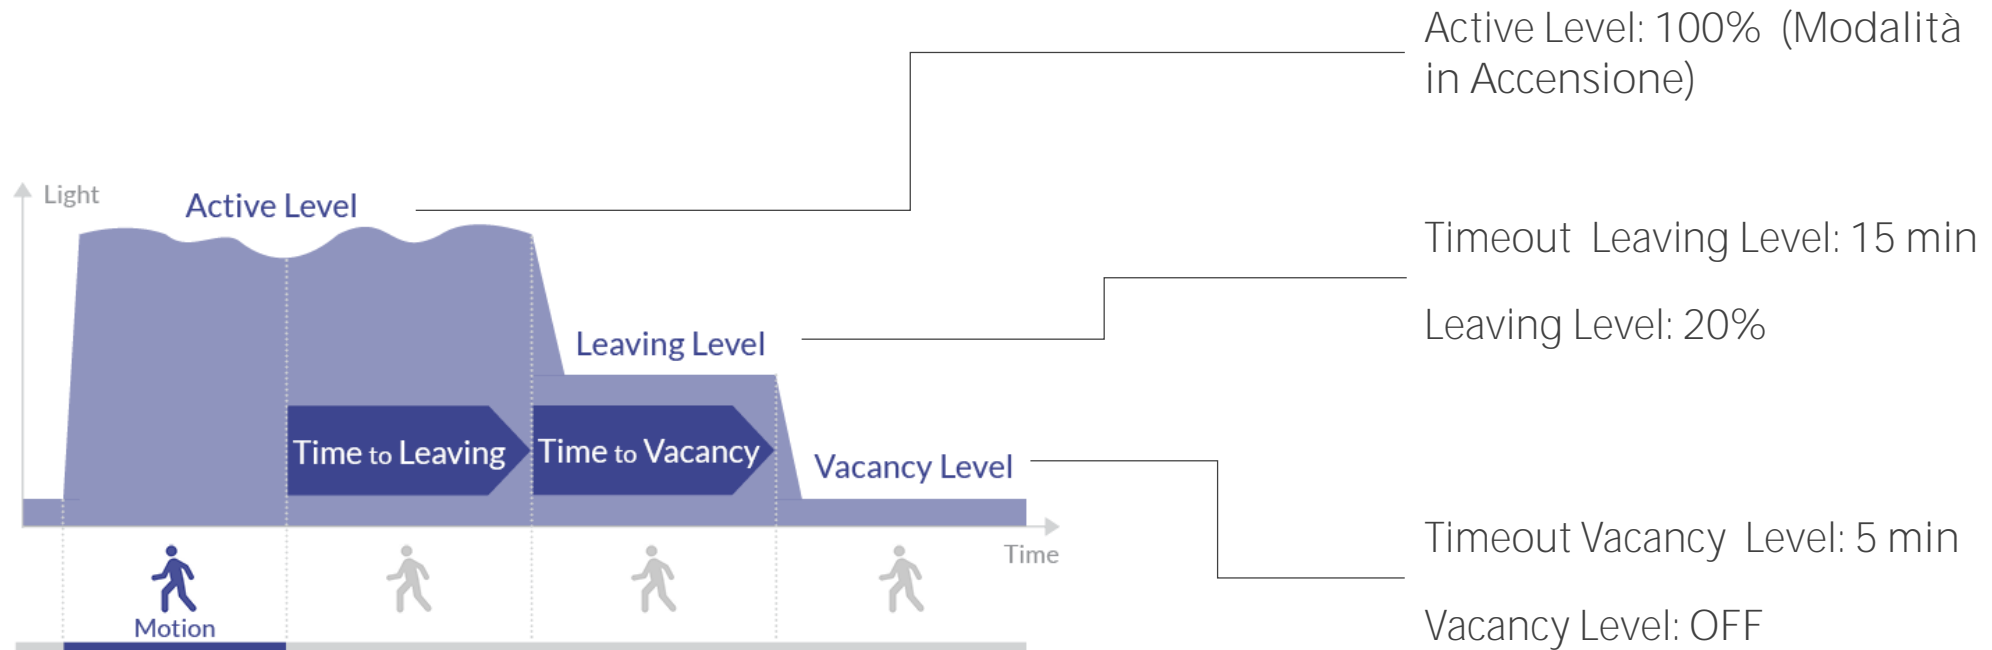 Active Level: 100% (Modalità
in Accensione)
Light
Active Level
Timeout Leaving Level: 15 min
Leaving Level: 20%
Leaving Level
Time to Leaving
Time to Vacancy
Vacancy Level
Timeout Vacancy Level: 5 min
Time
Vacancy Level: OFF
Motion